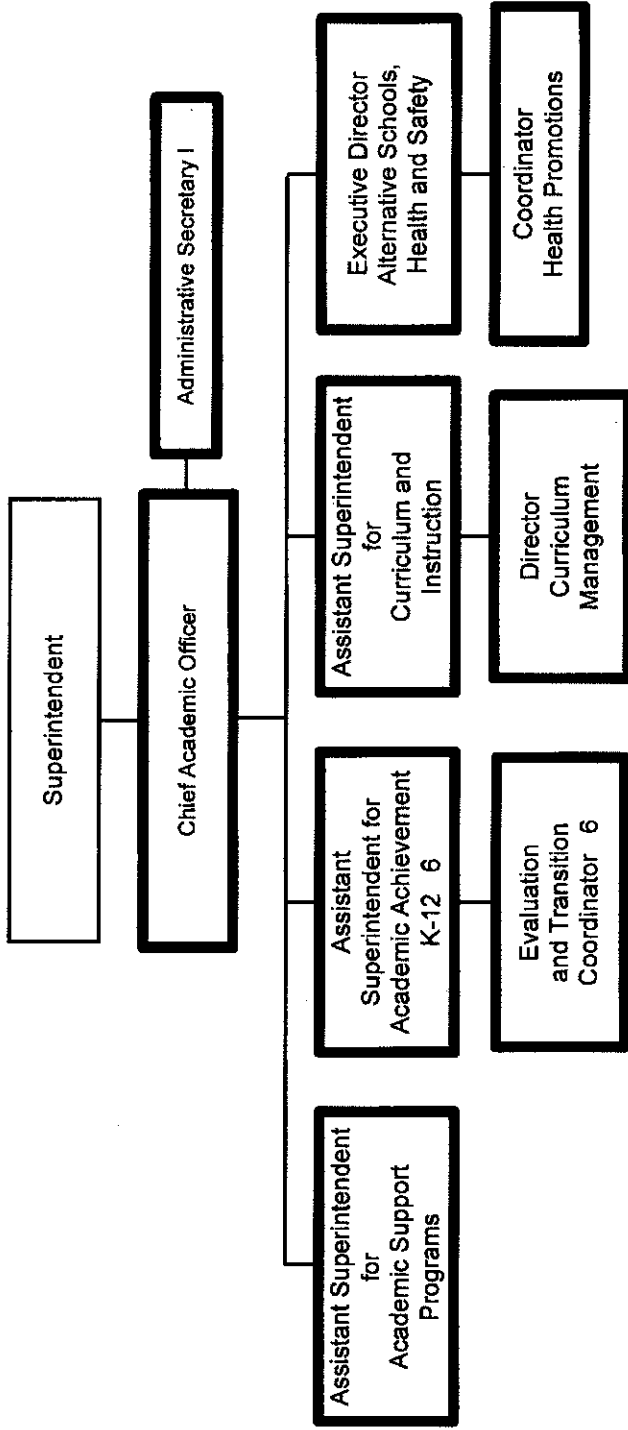 Superintendent
Chief Academic Officer
Administrative Secretary I
Assistant Superintendent
for
Academic Support
Programs
Assistant
Superintendent for
Academic Achievement
K-12 6
Assistant Superintendent
for
Curriculum and
Instruction
Executive Director
Alternative Schools,
Health and Safety
Evaluation
and Transition
Coordinator 6
Director
Curriculum
Management
Coordinator
Health Promotions